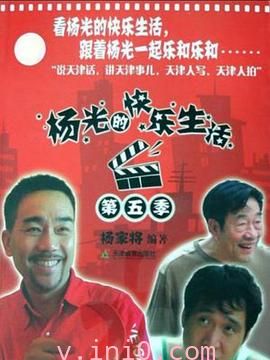 看杨光的快乐生活，
跟着杨光一起乐和乐和……
“说天津话，讲天津事儿，天津人写，天津人拍”
杨光的快乐生活
第五季
杨家将 编著
天津教育出版社
v.ini0.com